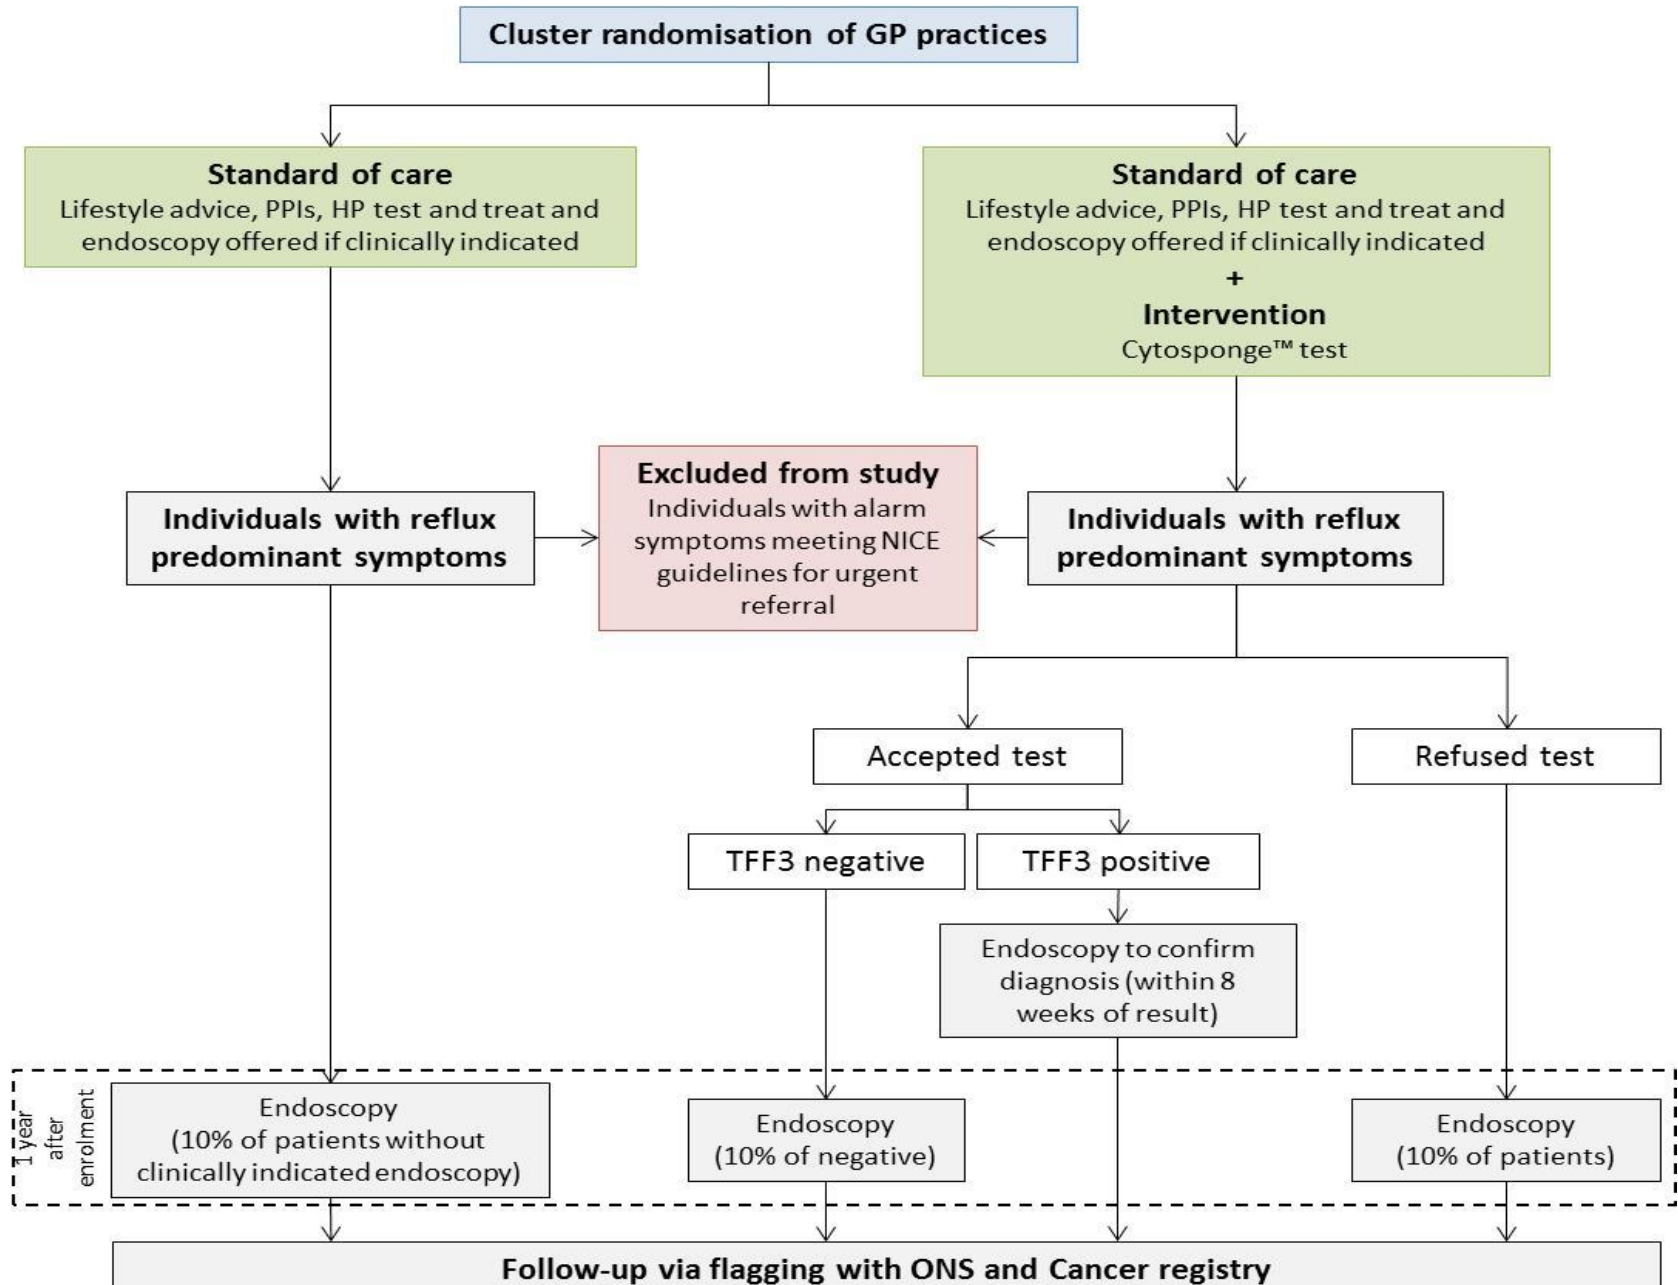 Cluster randomisation of GP practices
Standard of care
Lifestyle advice, PPIs, HP test and treat and
endoscopy offered if clinically indicated
Standard of care
Lifestyle advice, PPIs, HP test and treat and
endoscopy offered if clinically indicated
+
Intervention
Cytosponge™ test
Individuals with reflux
predominant symptoms
Excluded from study
Individuals with alarm
symptoms meeting NICE
guidelines for urgent
referral
Individuals with reflux
predominant symptoms
Accepted test
Refused test
TFF3 negative
TFF3 positive
Endoscopy to confirm
diagnosis (within 8
weeks of result)
1 year
after
enrolment
Endoscopy
(10% of patients without
clinically indicated endoscopy)
Endoscopy
(10% of negative)
Endoscopy
(10% of patients)
Follow-up via flagging with ONS and Cancer registry